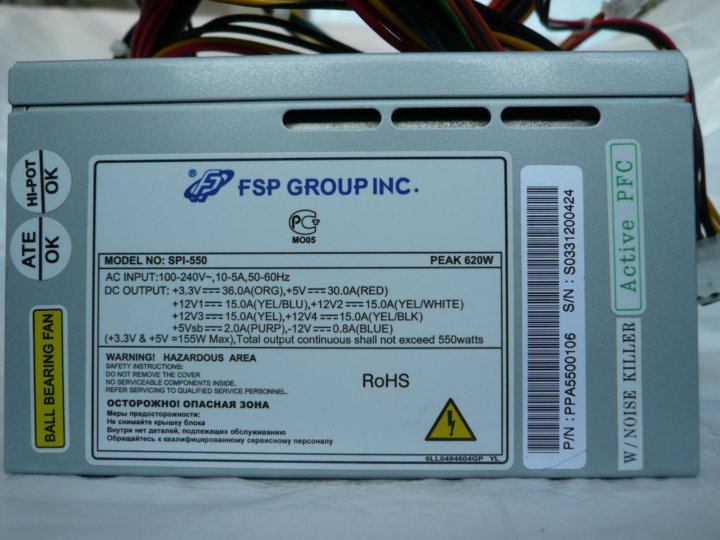 HI-POT
OK
ATE
OK
BALL BEARING FAN
® FSP GROUP INC.
РСТ
MO05
MODEL NO: SPI-550 PEAK 620W
AC INPUT:100-240V~,10-5A,50-60Hz
DC OUTPUT: +3.3V⎓36.0A(ORG),+5V⎓30.0A(RED)
+12V1⎓15.0A(YEL/BLU),+12V2⎓15.0A(YEL/WHITE)
+12V3⎓15.0A(YEL),+12V4⎓15.0A(YEL/BLK)
+5Vsb⎓2.0A(PURP),-12V⎓0.8A(BLUE)
(+3.3V & +5V =155W Max),Total output continuous shall not exceed 550watts
WARNING! HAZARDOUS AREA
SAFETY INSTRUCTIONS:
DO NOT REMOVE THE COVER
NO SERVICEABLE COMPONENTS INSIDE.
REFER SERVICING TO QUALIFIED SERVICE PERSONNEL.
RoHS
ОСТОРОЖНО! ОПАСНАЯ ЗОНА
Меры предосторожности:
Не снимайте крышку блока
Внутри нет деталей, подлежащих обслуживанию
Обращайтесь к квалифицированному сервисному персоналу
6LL0494604GP YL
P/N : PPA5500106 S/N : S0331200424
Active PFC
W/NOISE KILLER